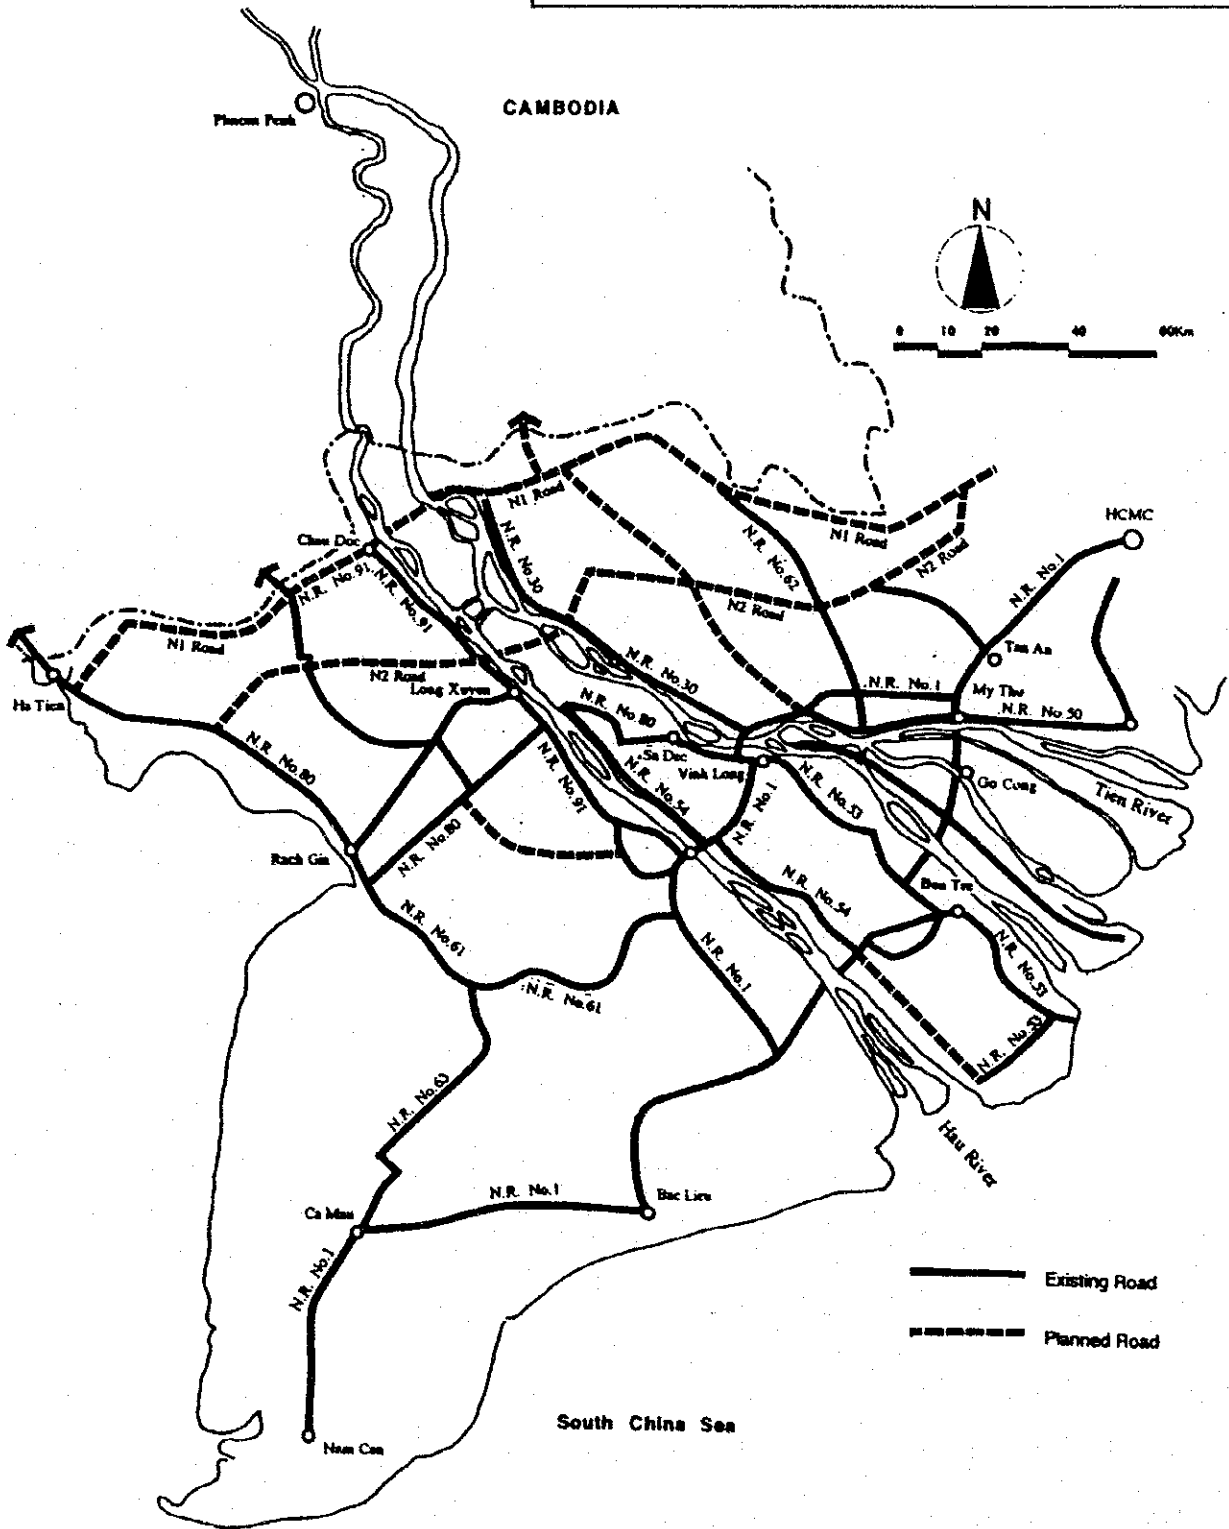 CAMBODIA
Phnom Penh
N
0 10 20 40 60Km
N1 Road
HCMC
N.R. No.30
N.R. No.62
N1 Road
Chau Doc
N2 Road
N.R. No.1
N.R. No.91
N.R. No.91
N2 Road
N1 Road
N2 Road
Tan An
Long Xuyen
N.R. No.30
N.R. No.1
My Tho
Ha Tien
N.R. No.50
N.R. No.80
N.R. No.80
Sa Dec
Vinh Long
N.R. No.54
N.R. No.91
Go Cong
Tien River
N.R. No.53
N.R. No.1
N.R. No.80
Rach Gia
Ben Tre
N.R. No.54
N.R. No.61
N.R. No.1
N.R. No.53
N.R. No.61
N.R. No.53
N.R. No.63
Hau River
N.R. No.1
Bac Lieu
Ca Mau
N.R. No.1
Existing Road
Planned Road
South China Sea
Nam Can